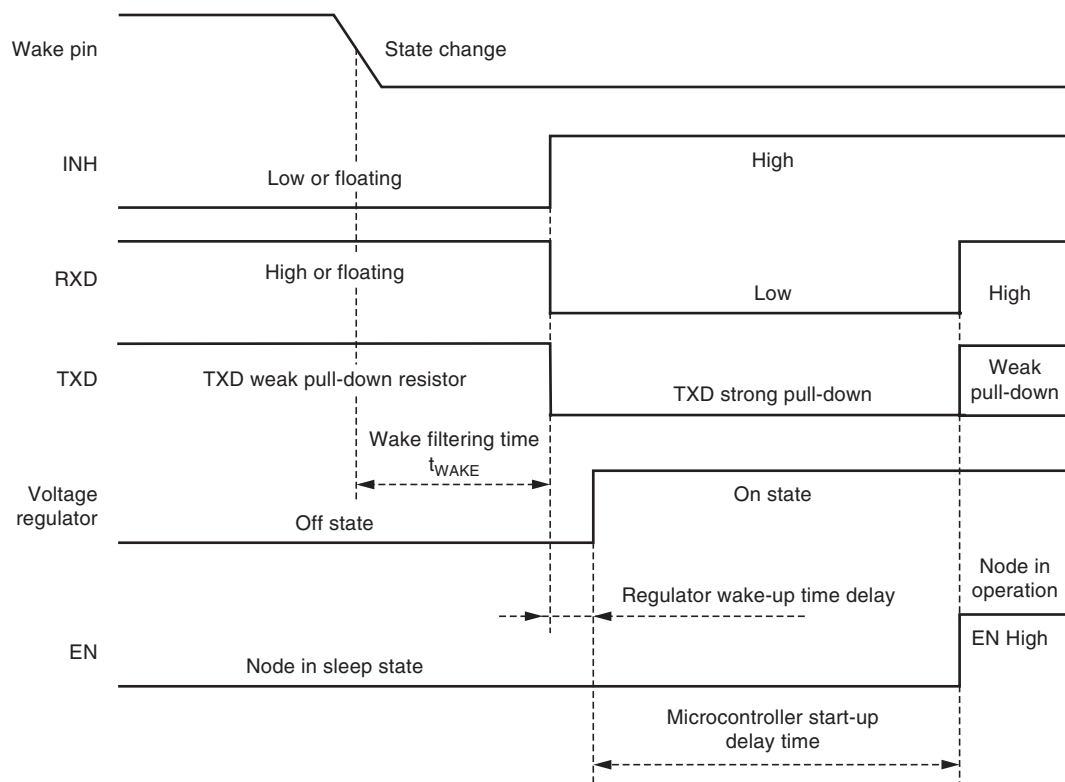 Wake pin
State change
INH
Low or floating
High
RXD
High or floating
Low
High
TXD
TXD weak pull-down resistor
TXD strong pull-down
Weak
pull-down
Wake filtering time
tWAKE
Voltage
regulator
Off state
On state
Regulator wake-up time delay
Node in
operation
EN
Node in sleep state
EN High
Microcontroller start-up
delay time